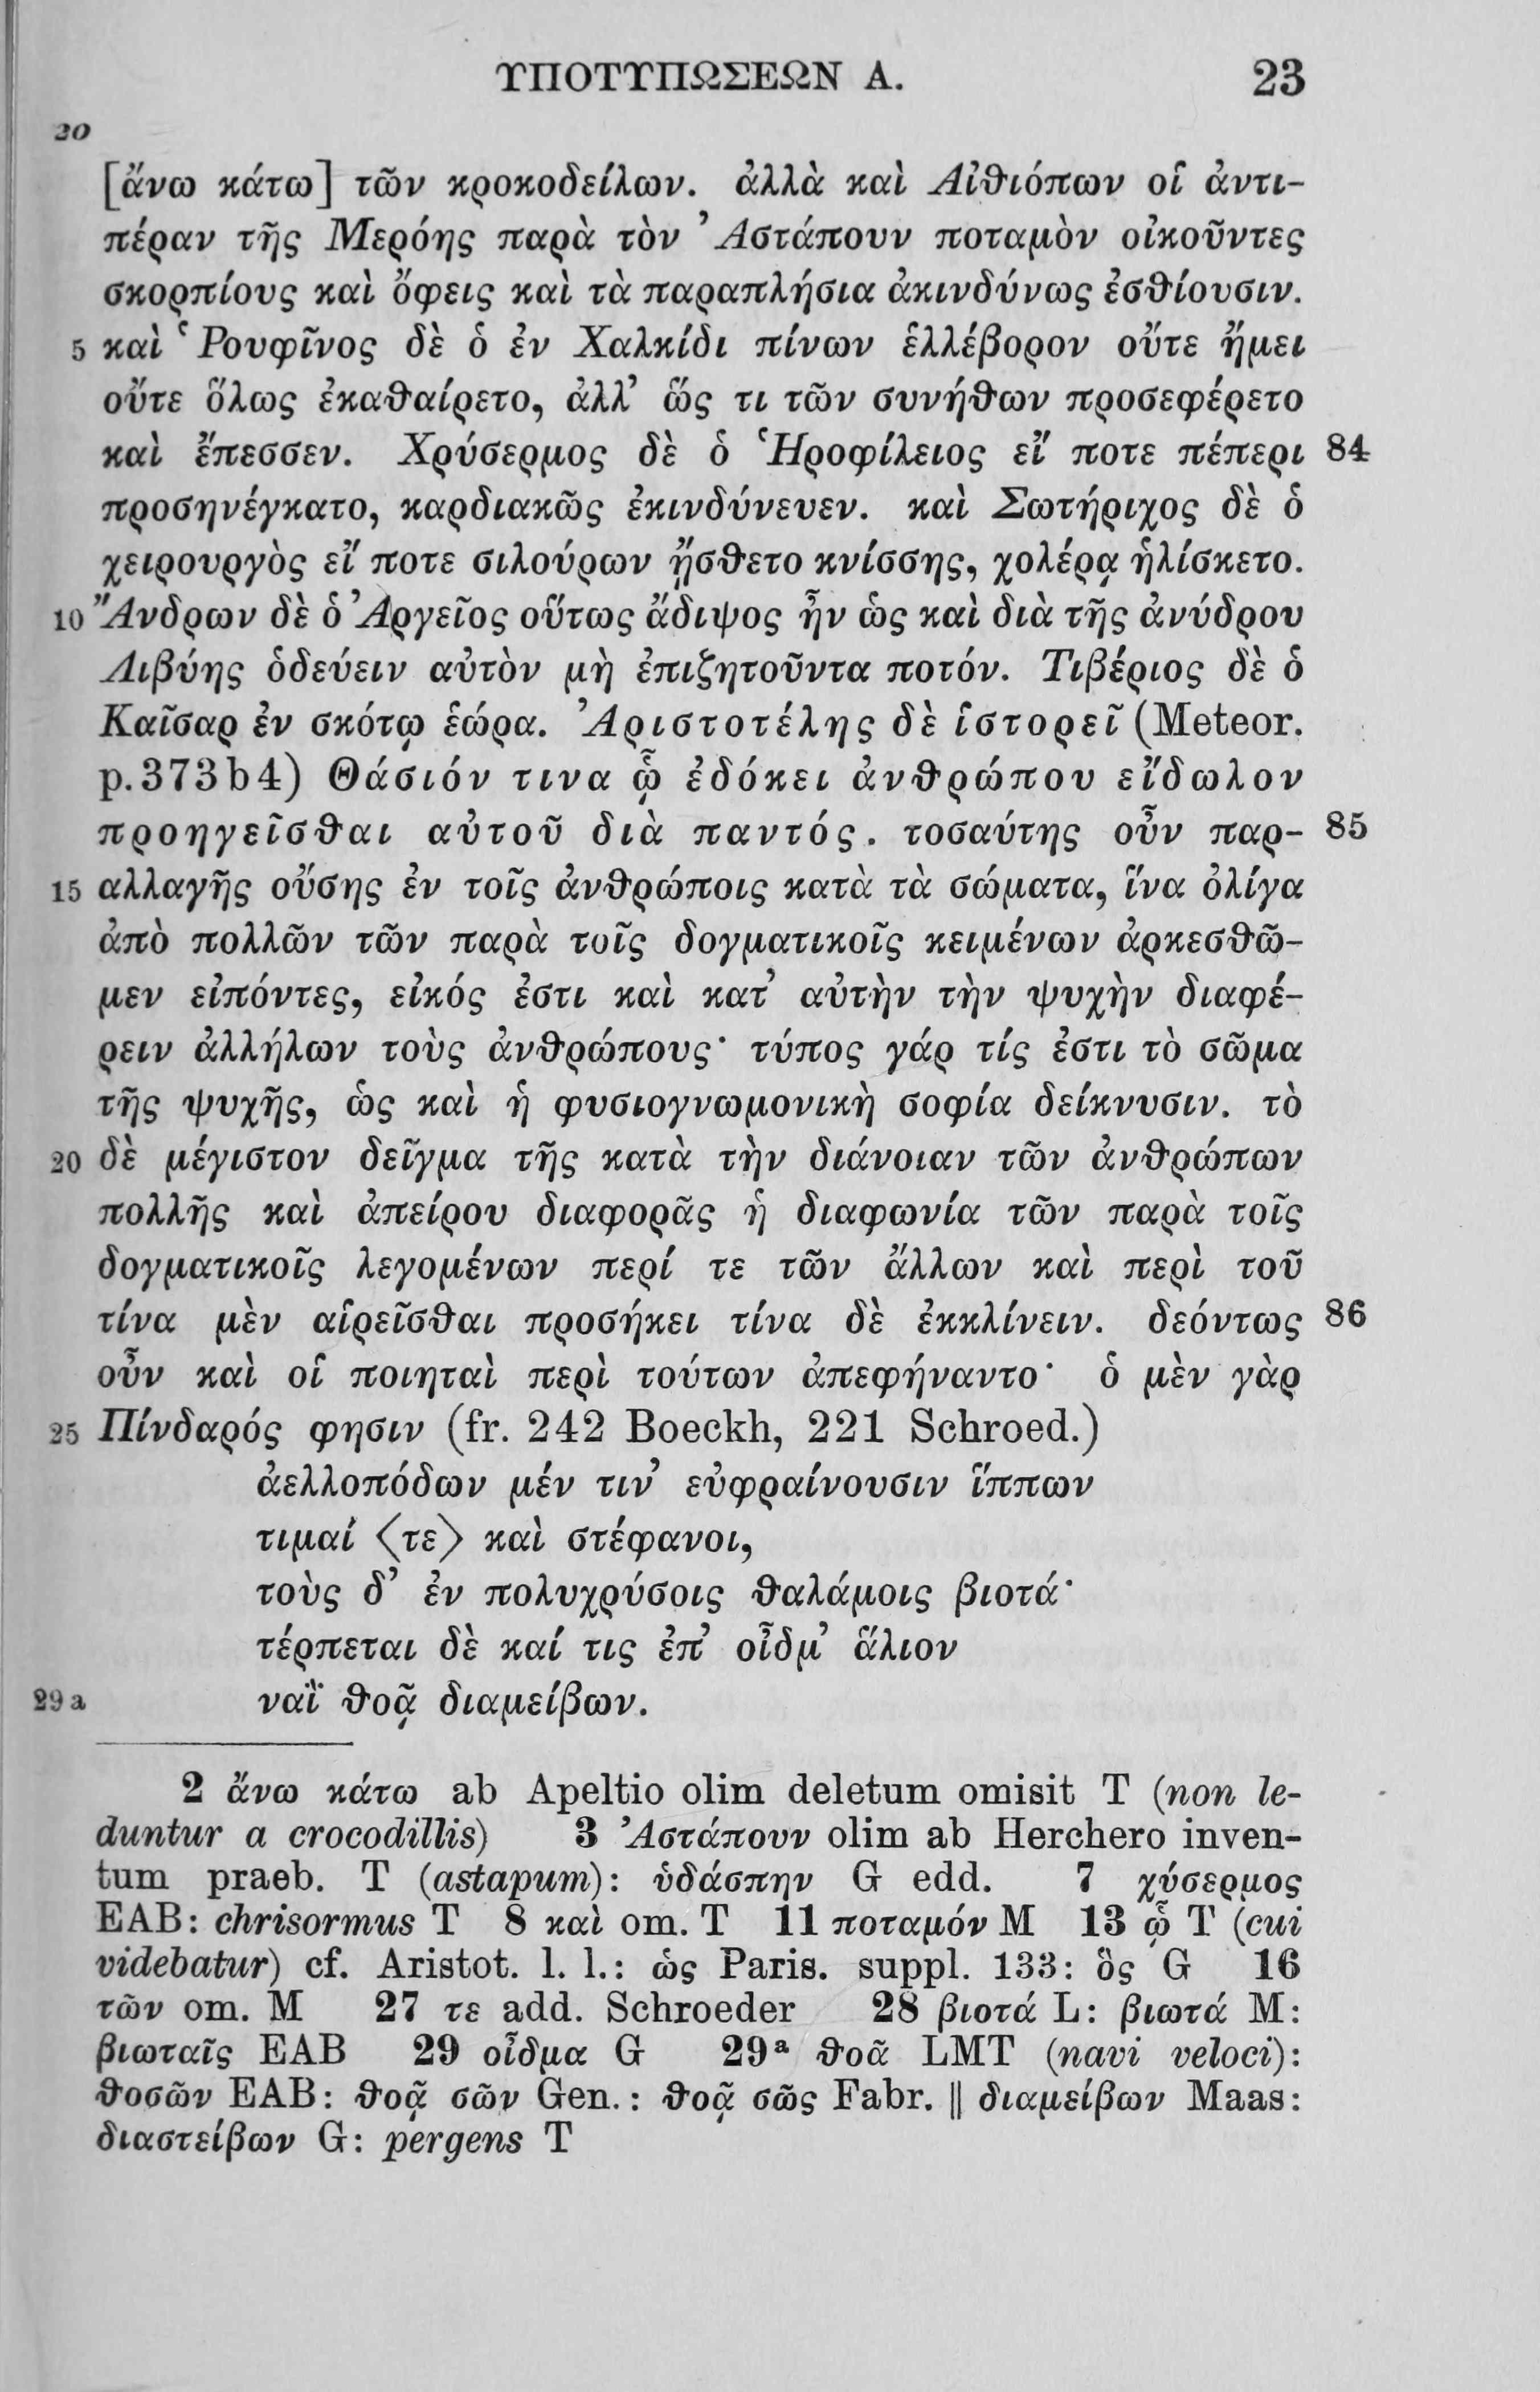 ΥΠΟΤΥΠΩΣΕΩΝ Α. 23
20
[ἄνω κάτω] τῶν κροκοδείλων. ἀλλὰ καὶ Αἰθιόπων οἱ ἀντι-
πέραν τῆς Μερόης παρὰ τὸν Ἀστάπουν ποταμὸν οἰκοῦντες
σκορπίους καὶ ὄφεις καὶ τὰ παραπλήσια ἀκινδύνως ἐσθίουσιν.
5 καὶ Ῥουφῖνος δὲ ὁ ἐν Χαλκίδι πίνων ἑλλέβορον οὔτε ἤμει
οὔτε ὅλως ἐκαθαίρετο, ἀλλ’ ὥς τι τῶν συνήθων προσεφέρετο
καὶ ἔπεσσεν. Χρύσερμος δὲ ὁ Ἡροφίλειος εἴ ποτε πέπερι 84
προσηνέγκατο, καρδιακῶς ἐκινδύνευεν. καὶ Σωτήριχος δὲ ὁ
χειρουργὸς εἴ ποτε σιλούρων ᾔσθετο κνίσσης, χολέρᾳ ἡλίσκετο.
10 Ἄνδρων δὲ ὁ Ἀργεῖος οὕτως ἄδιψος ἦν ὡς καὶ διὰ τῆς ἀνύδρου
Λιβύης ὁδεύειν αὐτὸν μὴ ἐπιζητοῦντα ποτόν. Τιβέριος δὲ ὁ
Καῖσαρ ἐν σκότῳ ἑώρα. Ἀριστοτέλης δὲ ἱστορεῖ (Meteor.
p. 373 b 4) Θάσιόν τινα ᾧ ἐδόκει ἀνθρώπου εἴδωλον
προηγεῖσθαι αὐτοῦ διὰ παντός. τοσαύτης οὖν παρ- 85
15 αλλαγῆς οὔσης ἐν τοῖς ἀνθρώποις κατὰ τὰ σώματα, ἵνα ὀλίγα
ἀπὸ πολλῶν τῶν παρὰ τοῖς δογματικοῖς κειμένων ἀρκεσθῶ-
μεν εἰπόντες, εἰκός ἐστι καὶ κατ’ αὐτὴν τὴν ψυχὴν διαφέ-
ρειν ἀλλήλων τοὺς ἀνθρώπους· τύπος γάρ τίς ἐστι τὸ σῶμα
τῆς ψυχῆς, ὡς καὶ ἡ φυσιογνωμονικὴ σοφία δείκνυσιν. τὸ
20 δὲ μέγιστον δεῖγμα τῆς κατὰ τὴν διάνοιαν τῶν ἀνθρώπων
πολλῆς καὶ ἀπείρου διαφορᾶς ἡ διαφωνία τῶν παρὰ τοῖς
δογματικοῖς λεγομένων περί τε τῶν ἄλλων καὶ περὶ τοῦ
τίνα μὲν αἱρεῖσθαι προσήκει τίνα δὲ ἐκκλίνειν. δεόντως 86
οὖν καὶ οἱ ποιηταὶ περὶ τούτων ἀπεφήναντο· ὁ μὲν γὰρ
25 Πίνδαρός φησιν (fr. 242 Boeckh, 221 Schroed.)
ἀελλοπόδων μέν τιν’ εὐφραίνουσιν ἵππων
τιμαί ⟨τε⟩ καὶ στέφανοι,
τοὺς δ’ ἐν πολυχρύσοις θαλάμοις βιοτά·
τέρπεται δὲ καί τις ἐπ’ οἶδμ’ ἅλιον
29 a ναῒ θοᾷ διαμείβων.
2 ἄνω κάτω ab Apeltio olim deletum omisit T (non le-
duntur a crocodillis) 3 Ἀστάπουν olim ab Herchero inven-
tum praeb. T (astapum): ὑδάσπην G edd. 7 χύσερμος
EAB: chrisormus T 8 καὶ om. T 11 ποταμόν M 13 ᾧ T (cui
videbatur) cf. Aristot. l. l.: ὡς Paris. suppl. 133: ὃς G 16
τῶν om. M 27 τε add. Schroeder 28 βιοτά L: βιωτά M:
βιωταῖς EAB 29 οἶδμα G 29ᵃ θοᾶ LMT (navi veloci):
θοσῶν EAB: θοᾷ σῶν Gen.: θοᾷ σῶς Fabr. || διαμείβων Maas:
διαστείβων G: pergens T